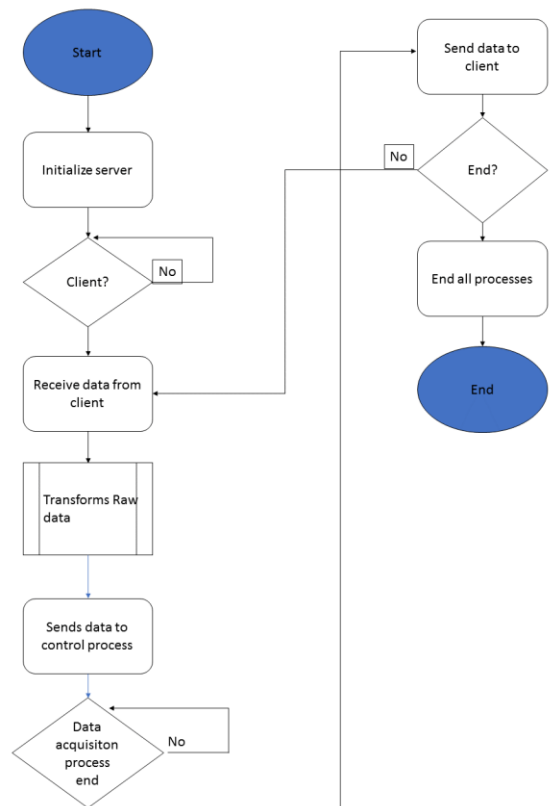 Start
Initialize server
Client?
No
Receive data from
client
Transforms Raw
data
Sends data to
control process
Data
acquisiton
process
end
No
Send data to
client
End?
No
End all processes
End